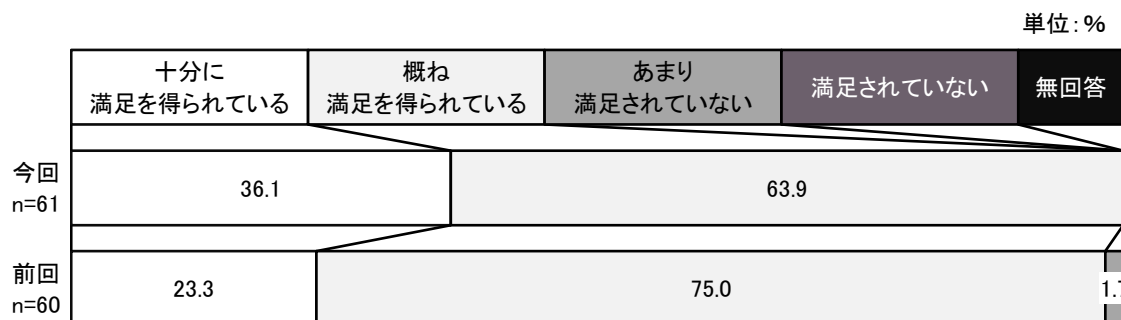 単位：%
十分に
満足を得られている
概ね
満足を得られている
あまり
満足されていない
満足されていない
無回答
今回
n=61
36.1
63.9
前回
n=60
23.3
75.0
1.7